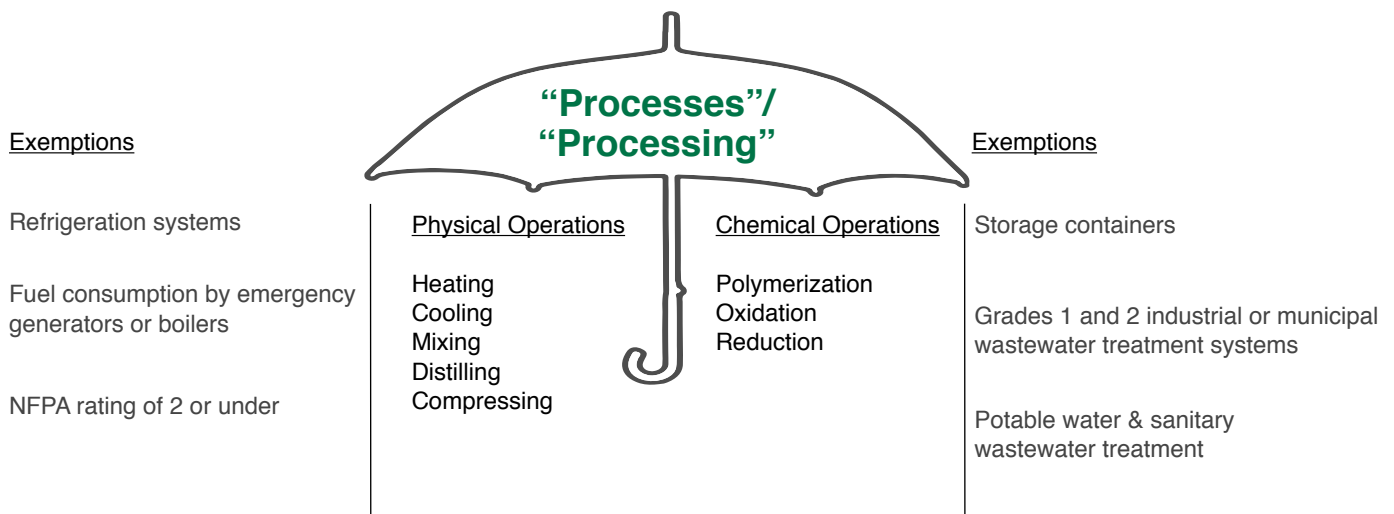 “Processes”/
“Processing”
Exemptions
Refrigeration systems
Fuel consumption by emergency
generators or boilers
NFPA rating of 2 or under
Physical Operations
Heating
Cooling
Mixing
Distilling
Compressing
Chemical Operations
Polymerization
Oxidation
Reduction
Exemptions
Storage containers
Grades 1 and 2 industrial or municipal
wastewater treatment systems
Potable water & sanitary
wastewater treatment